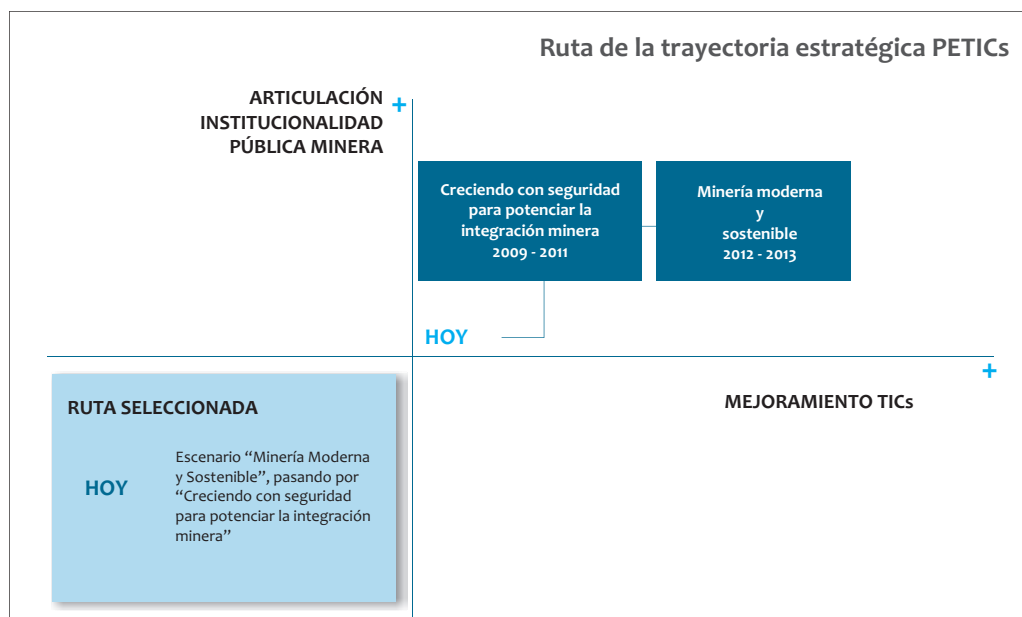 Ruta de la trayectoria estratégica PETICs
ARTICULACIÓN
INSTITUCIONALIDAD
PÚBLICA MINERA
+
Creciendo con seguridad
para potenciar la
integración minera
2009 - 2011
Minería moderna
y
sostenible
2012 - 2013
HOY
+
MEJORAMIENTO TICs
RUTA SELECCIONADA
HOY
Escenario “Minería Moderna
y Sostenible”, pasando por
“Creciendo con seguridad
para potenciar la integración
minera”